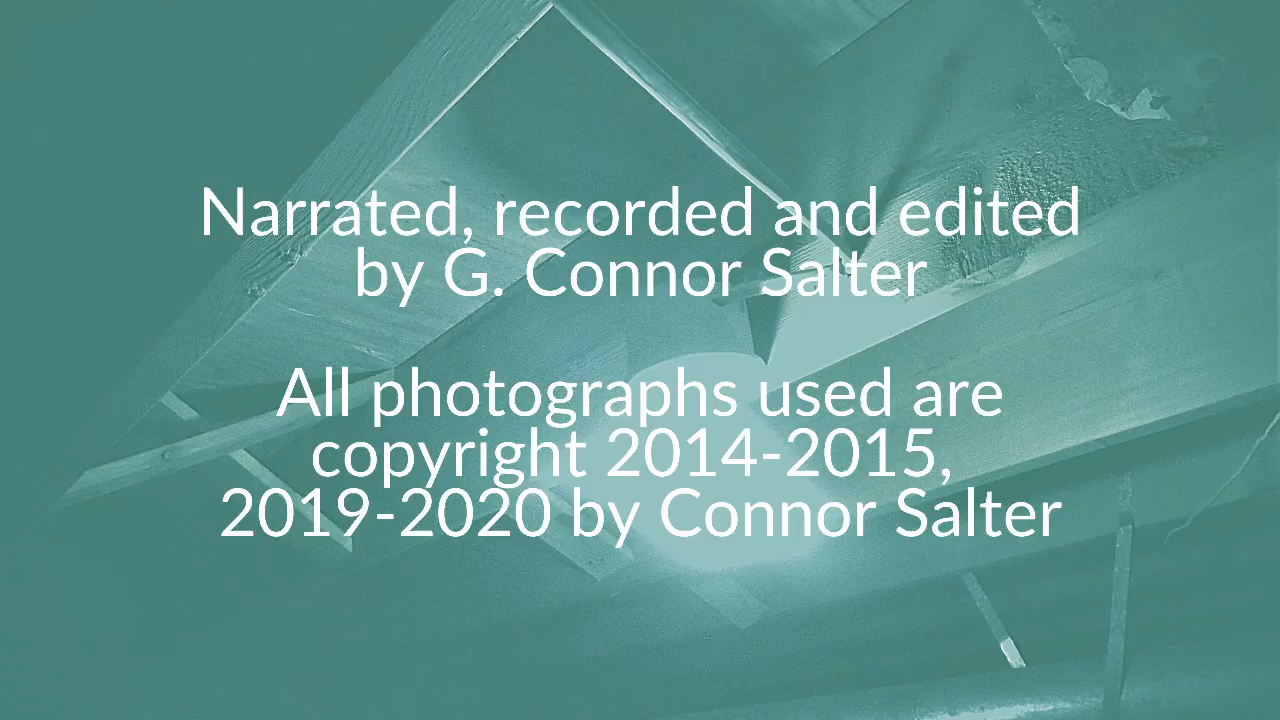 Narrated, recorded and edited
by G. Connor Salter
All photographs used are
copyright 2014-2015,
2019-2020 by Connor Salter